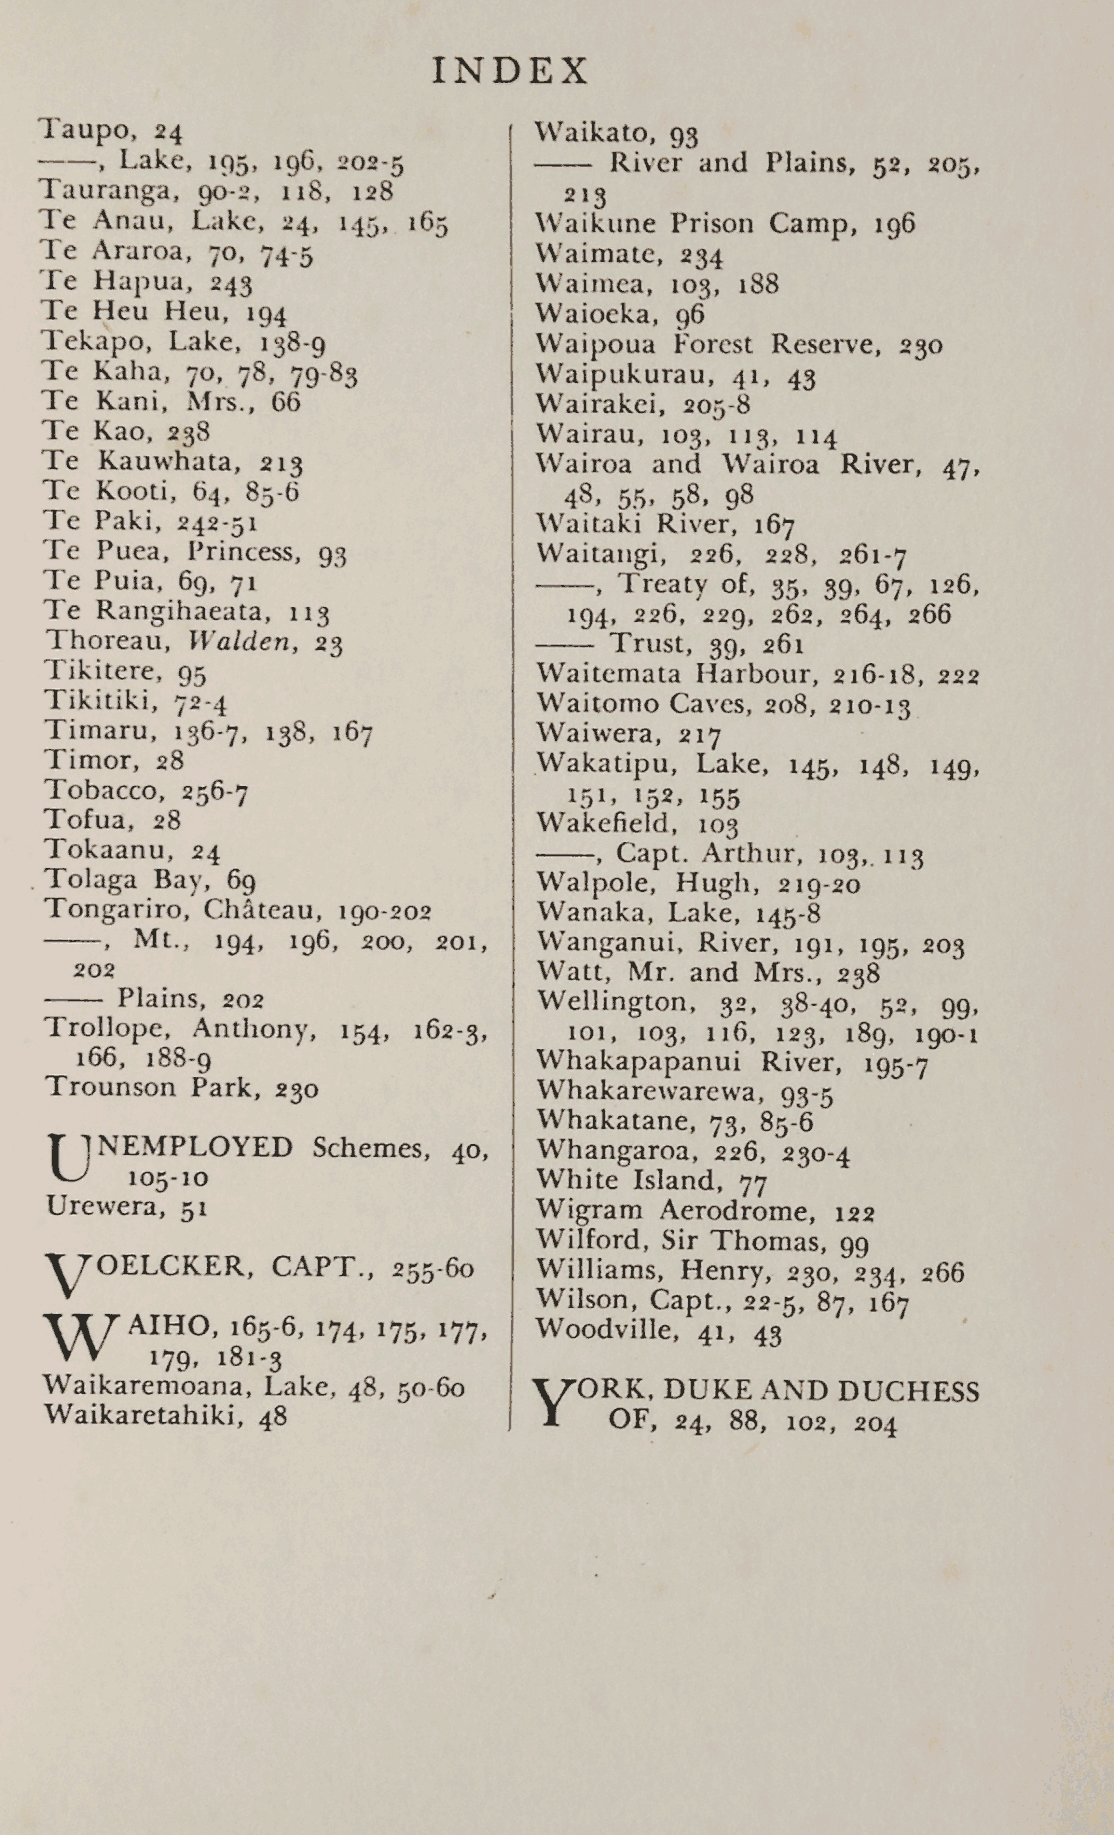 INDEX
Taupo, 24
——, Lake, 195, 196, 202-5
Tauranga, 90-2, 118, 128
Te Anau, Lake, 24, 145, 165
Te Araroa, 70, 74-5
Te Hapua, 243
Te Heu Heu, 194
Tekapo, Lake, 138-9
Te Kaha, 70, 78, 79-83
Te Kani, Mrs., 66
Te Kao, 238
Te Kauwhata, 213
Te Kooti, 64, 85-6
Te Paki, 242-51
Te Puea, Princess, 93
Te Puia, 69, 71
Te Rangihaeata, 113
Thoreau, Walden, 23
Tikitere, 95
Tikitiki, 72-4
Timaru, 136-7, 138, 167
Timor, 28
Tobacco, 256-7
Tofua, 28
Tokaanu, 24
Tolaga Bay, 69
Tongariro, Château, 190-202
——, Mt., 194, 196, 200, 201,
202
—— Plains, 202
Trollope, Anthony, 154, 162-3,
166, 188-9
Trounson Park, 230
UNEMPLOYED Schemes, 40,
105-10
Urewera, 51
VOELCKER, CAPT., 255-60
WAIHO, 165-6, 174, 175, 177,
179, 181-3
Waikaremoana, Lake, 48, 50-60
Waikaretahiki, 48
Waikato, 93
—— River and Plains, 52, 205,
213
Waikune Prison Camp, 196
Waimate, 234
Waimea, 103, 188
Waioeka, 96
Waipoua Forest Reserve, 230
Waipukurau, 41, 43
Wairakei, 205-8
Wairau, 103, 113, 114
Wairoa and Wairoa River, 47,
48, 55, 58, 98
Waitaki River, 167
Waitangi, 226, 228, 261-7
——, Treaty of, 35, 39, 67, 126,
194, 226, 229, 262, 264, 266
—— Trust, 39, 261
Waitemata Harbour, 216-18, 222
Waitomo Caves, 208, 210-13
Waiwera, 217
Wakatipu, Lake, 145, 148, 149,
151, 152, 155
Wakefield, 103
——, Capt. Arthur, 103, 113
Walpole, Hugh, 219-20
Wanaka, Lake, 145-8
Wanganui, River, 191, 195, 203
Watt, Mr. and Mrs., 238
Wellington, 32, 38-40, 52, 99,
101, 103, 116, 123, 189, 190-1
Whakapapanui River, 195-7
Whakarewarewa, 93-5
Whakatane, 73, 85-6
Whangaroa, 226, 230-4
White Island, 77
Wigram Aerodrome, 122
Wilford, Sir Thomas, 99
Williams, Henry, 230, 234, 266
Wilson, Capt., 22-5, 87, 167
Woodville, 41, 43
YORK, DUKE AND DUCHESS
OF, 24, 88, 102, 204